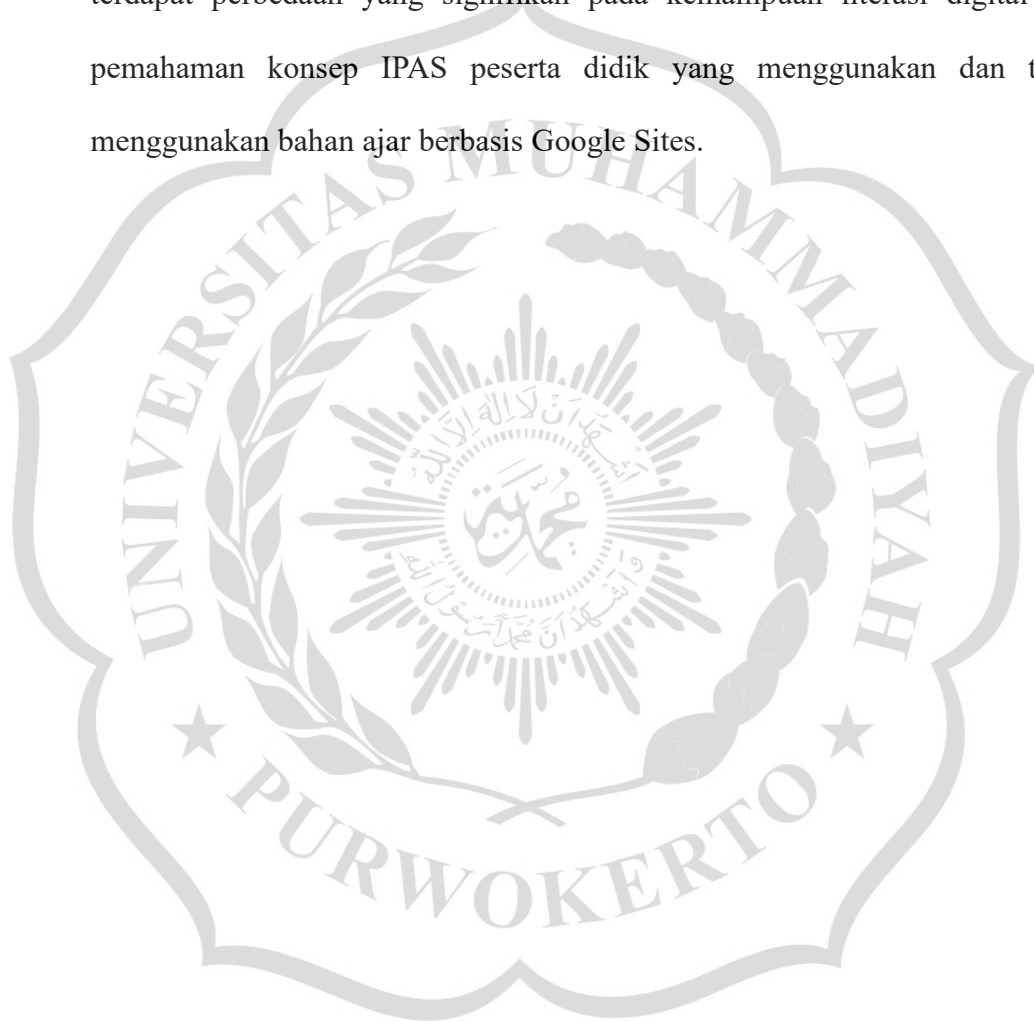 terdapat perbedaan yang signifikan pada kemampuan literasi digital
pemahaman konsep IPAS peserta didik yang menggunakan dan t
menggunakan bahan ajar berbasis Google Sites.
UNIVERSITAS MUHAMMADIYAH
PURWOKERTO